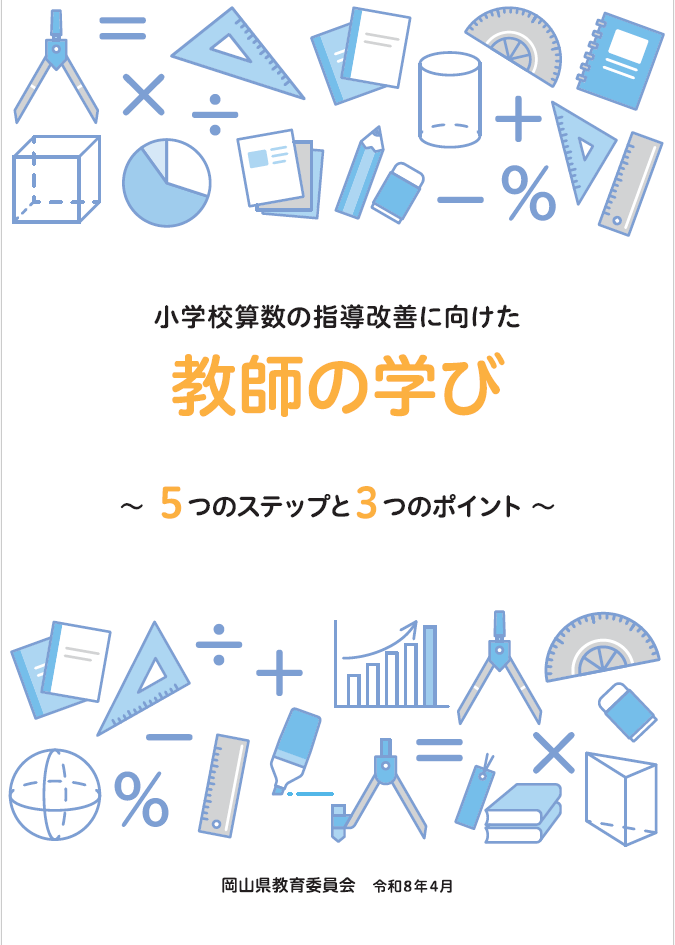 小学校算数の指導改善に向けた
教師の学び
～ 5つのステップと3つのポイント ～
岡山県教育委員会　令和8年4月